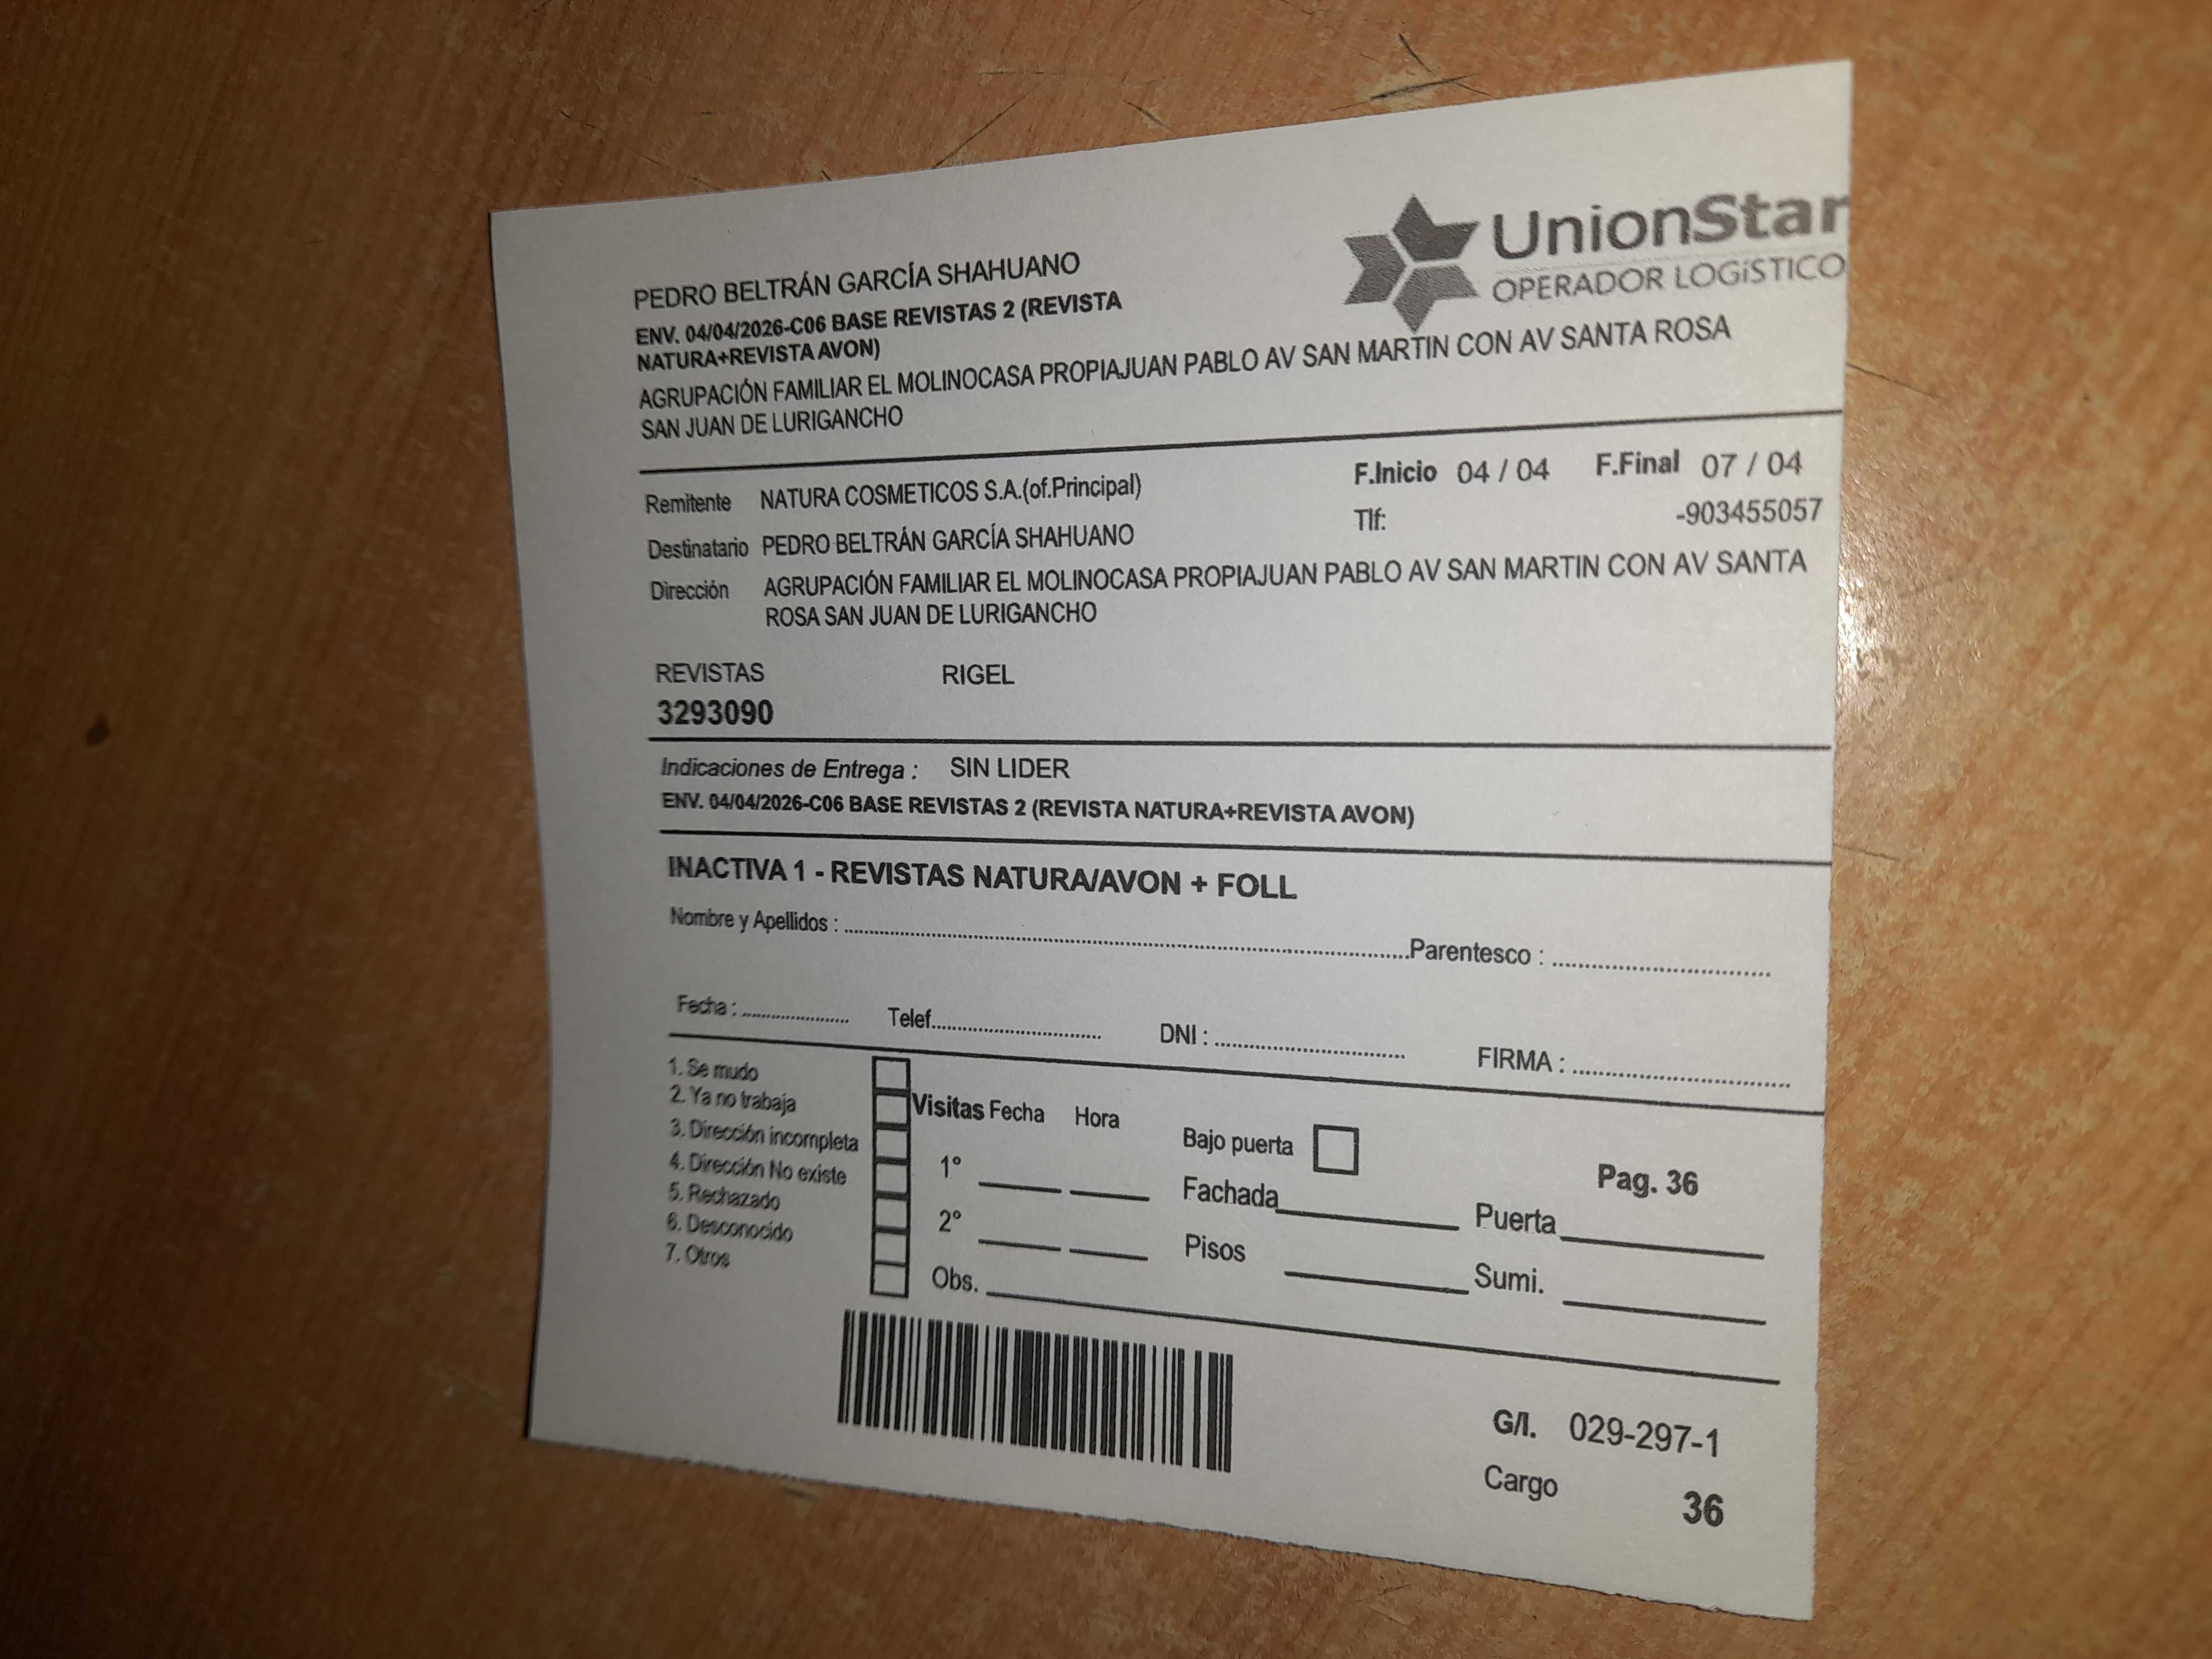 UnionStar
OPERADOR LOGíSTICO
PEDRO BELTRÁN GARCÍA SHAHUANO
ENV. 04/04/2026-C06 BASE REVISTAS 2 (REVISTA
NATURA+REVISTA AVON)
AGRUPACIÓN FAMILIAR EL MOLINOCASA PROPIAJUAN PABLO AV SAN MARTIN CON AV SANTA ROSA
SAN JUAN DE LURIGANCHO
Remitente NATURA COSMETICOS S.A.(of.Principal) F.Inicio 04 / 04 F.Final 07 / 04
Destinatario PEDRO BELTRÁN GARCÍA SHAHUANO Tlf: -903455057
Dirección AGRUPACIÓN FAMILIAR EL MOLINOCASA PROPIAJUAN PABLO AV SAN MARTIN CON AV SANTA
ROSA SAN JUAN DE LURIGANCHO
REVISTAS RIGEL
3293090
Indicaciones de Entrega : SIN LIDER
ENV. 04/04/2026-C06 BASE REVISTAS 2 (REVISTA NATURA+REVISTA AVON)
INACTIVA 1 - REVISTAS NATURA/AVON + FOLL
Nombre y Apellidos : Parentesco :
Fecha : Telef. DNI : FIRMA :
1. Se mudo
2. Ya no trabaja
3. Dirección incompleta
4. Dirección No existe
5. Rechazado
6. Desconocido
7. Otros
Visitas Fecha Hora
1°
2°
Obs.
Bajo puerta
Fachada Puerta
Pisos Sumi.
Pag. 36
G/I. 029-297-1
Cargo 36